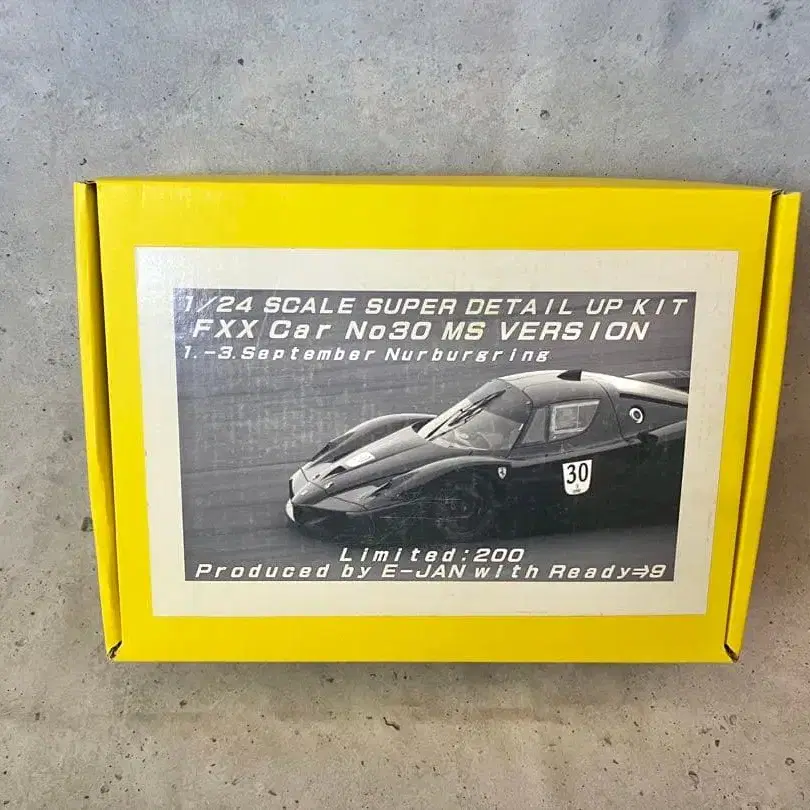 1/24 SCALE SUPER DETAIL UP KIT
FXX Car No30 MS VERSION
1.-3.September Nurburgring
30
Limited:200
Produced by E-JAN with Ready⇒9